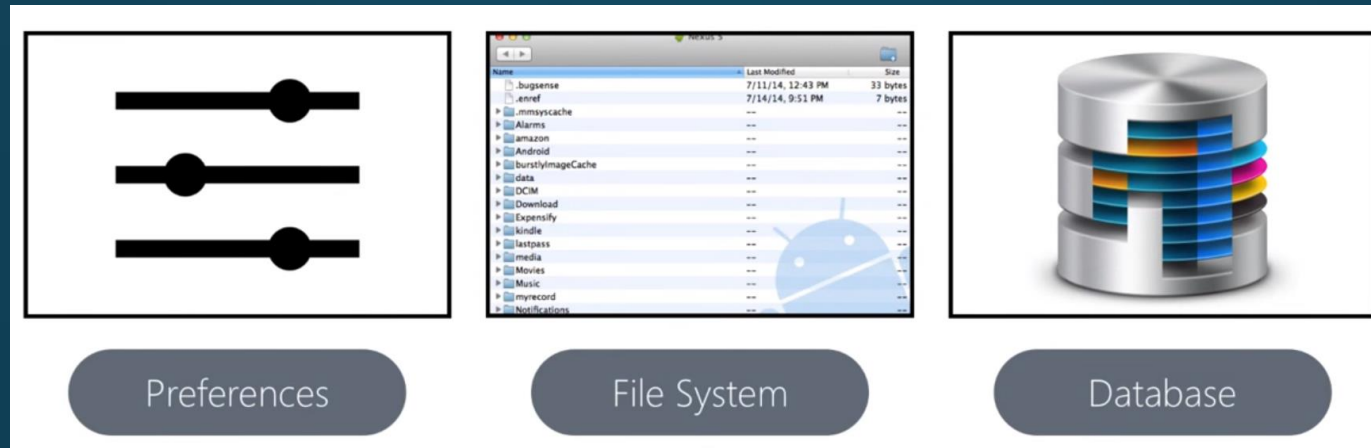 Nexus 5
Name Last Modified Size
.bugsense 7/11/14, 12:43 PM 33 bytes
.enref 7/14/14, 9:51 PM 7 bytes
.mmsyscache -- --
Alarms -- --
amazon -- --
Android -- --
burstlyImageCache -- --
data -- --
DCIM -- --
Download -- --
Expensify -- --
kindle -- --
lastpass -- --
media -- --
Movies -- --
Music -- --
myrecord -- --
Notifications -- --
Preferences
File System
Database